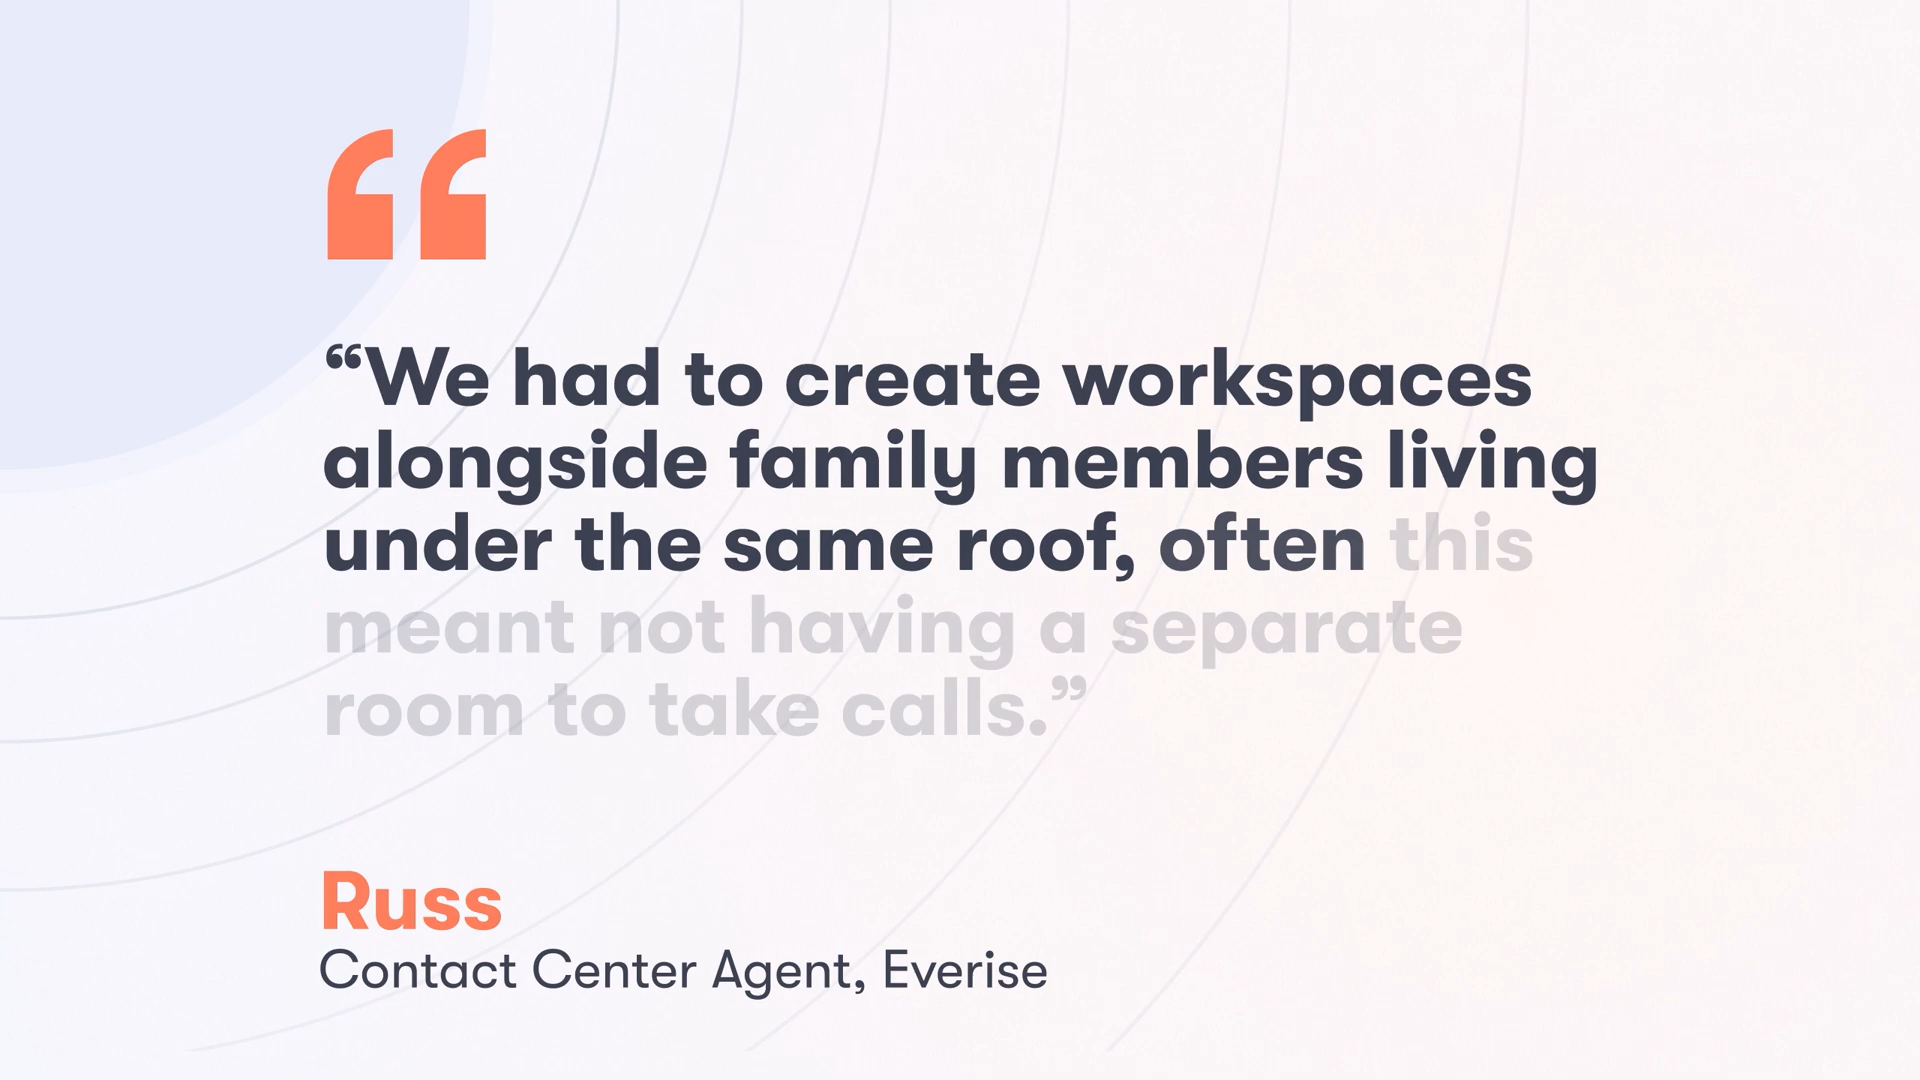 “We had to create workspaces
alongside family members living
under the same roof, often this
meant not having a separate
room to take calls.”
Russ
Contact Center Agent, Everise